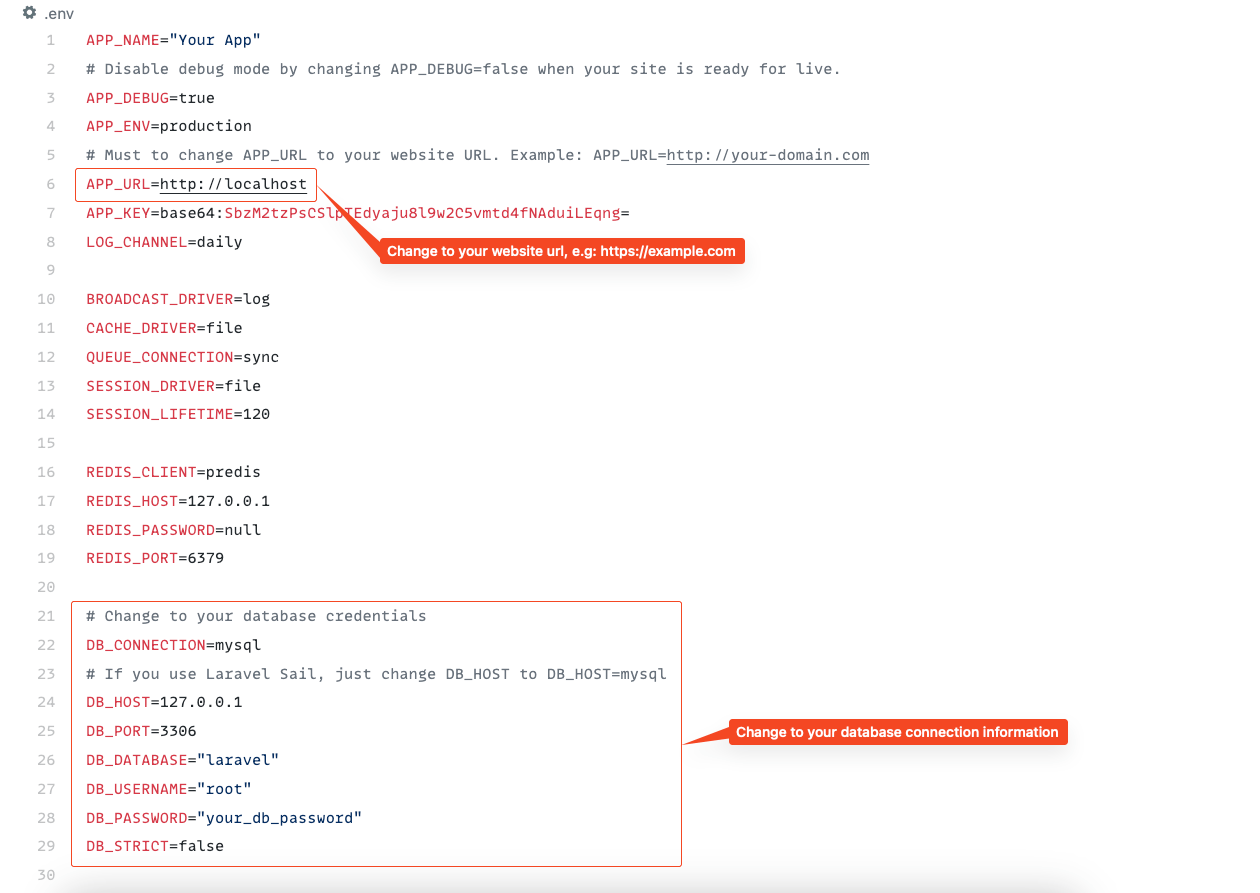 .env
1 APP_NAME="Your App"
2 # Disable debug mode by changing APP_DEBUG=false when your site is ready for live.
3 APP_DEBUG=true
4 APP_ENV=production
5 # Must to change APP_URL to your website URL. Example: APP_URL=http://your-domain.com
6 APP_URL=http://localhost
7 APP_KEY=base64:SbzM2tzPsCSlpTEdyaju8l9w2C5vmtd4fNAduiLEqng=
8 LOG_CHANNEL=daily
Change to your website url, e.g: https://example.com
9
10 BROADCAST_DRIVER=log
11 CACHE_DRIVER=file
12 QUEUE_CONNECTION=sync
13 SESSION_DRIVER=file
14 SESSION_LIFETIME=120
15
16 REDIS_CLIENT=predis
17 REDIS_HOST=127.0.0.1
18 REDIS_PASSWORD=null
19 REDIS_PORT=6379
20
21 # Change to your database credentials
22 DB_CONNECTION=mysql
23 # If you use Laravel Sail, just change DB_HOST to DB_HOST=mysql
24 DB_HOST=127.0.0.1
25 DB_PORT=3306
Change to your database connection information
26 DB_DATABASE="laravel"
27 DB_USERNAME="root"
28 DB_PASSWORD="your_db_password"
29 DB_STRICT=false
30